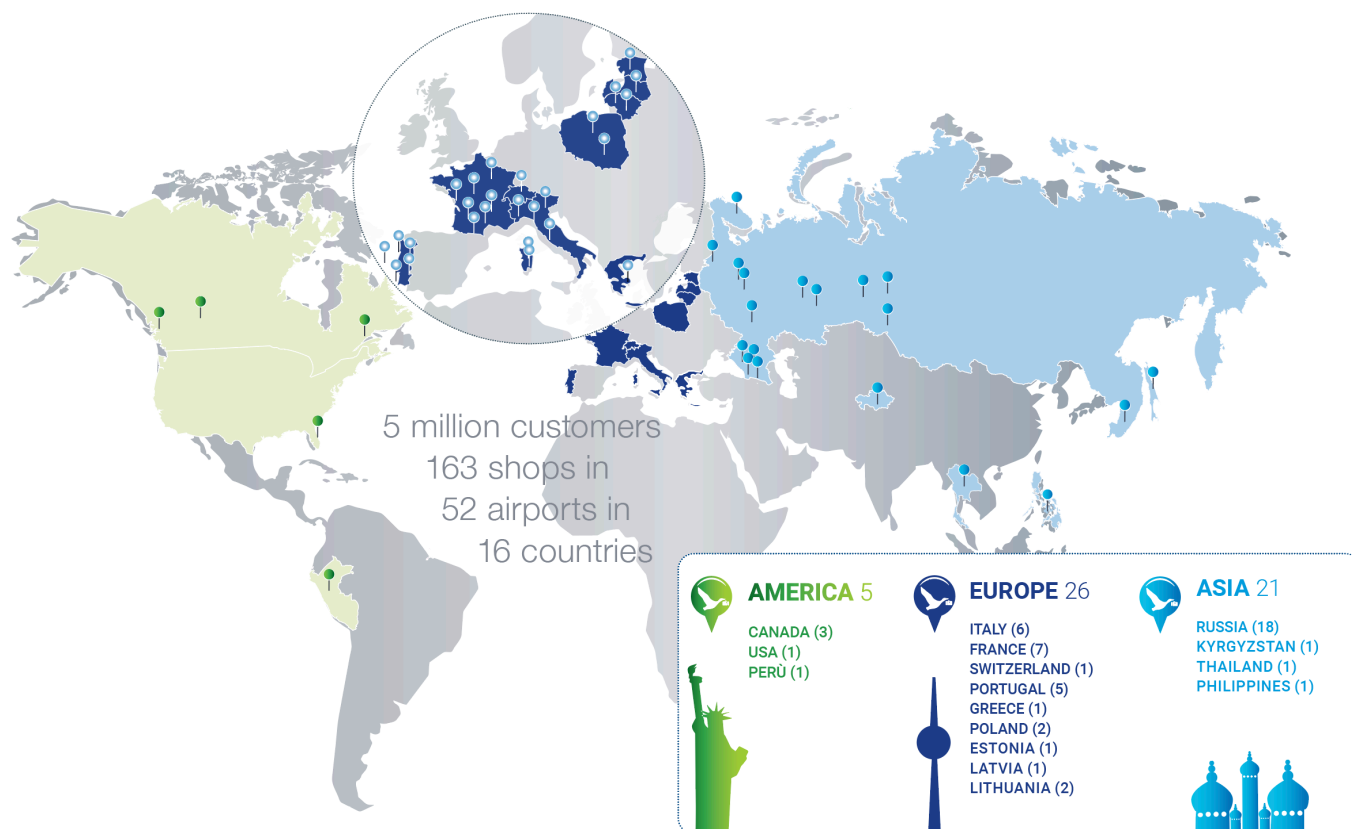 5 million customers
163 shops in
52 airports in
16 countries
AMERICA 5
CANADA (3)
USA (1)
PERÙ (1)
EUROPE 26
ITALY (6)
FRANCE (7)
SWITZERLAND (1)
PORTUGAL (5)
GREECE (1)
POLAND (2)
ESTONIA (1)
LATVIA (1)
LITHUANIA (2)
ASIA 21
RUSSIA (18)
KYRGYZSTAN (1)
THAILAND (1)
PHILIPPINES (1)